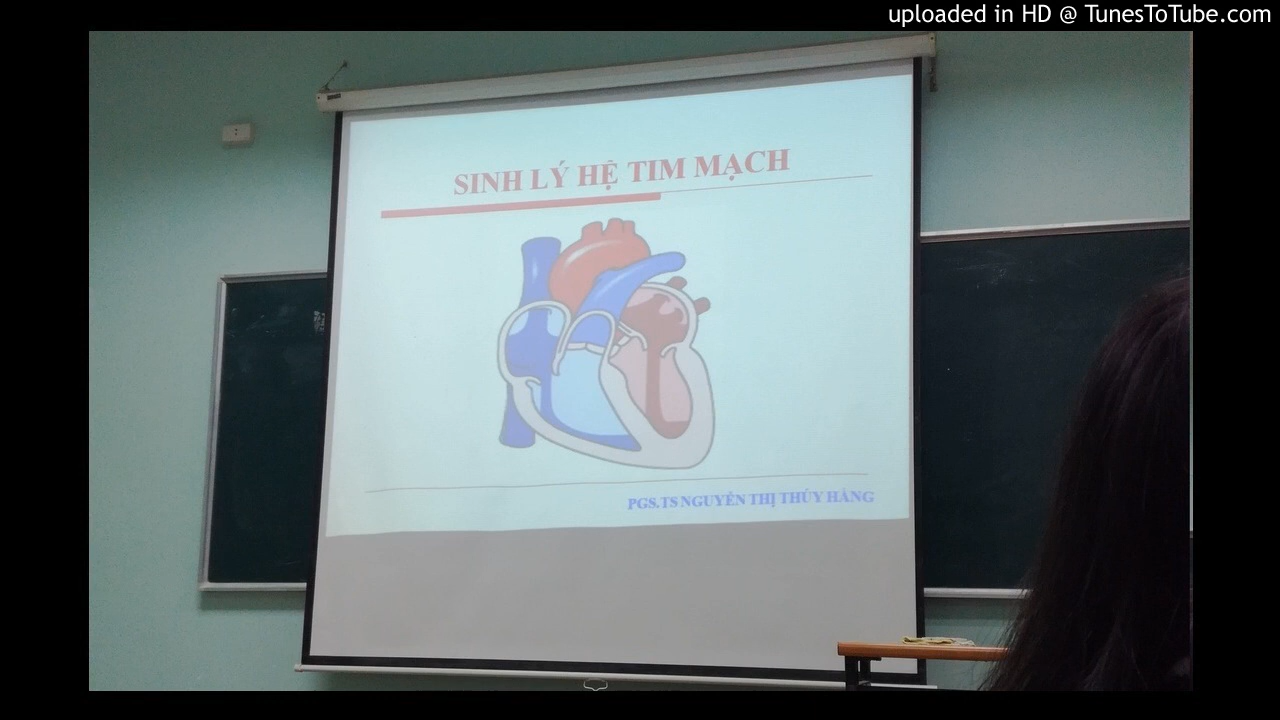 uploaded in HD @ TunesToTube.com
SINH LÝ HỆ TIM MẠCH
PGS.TS NGUYỄN THỊ THÚY HẰNG